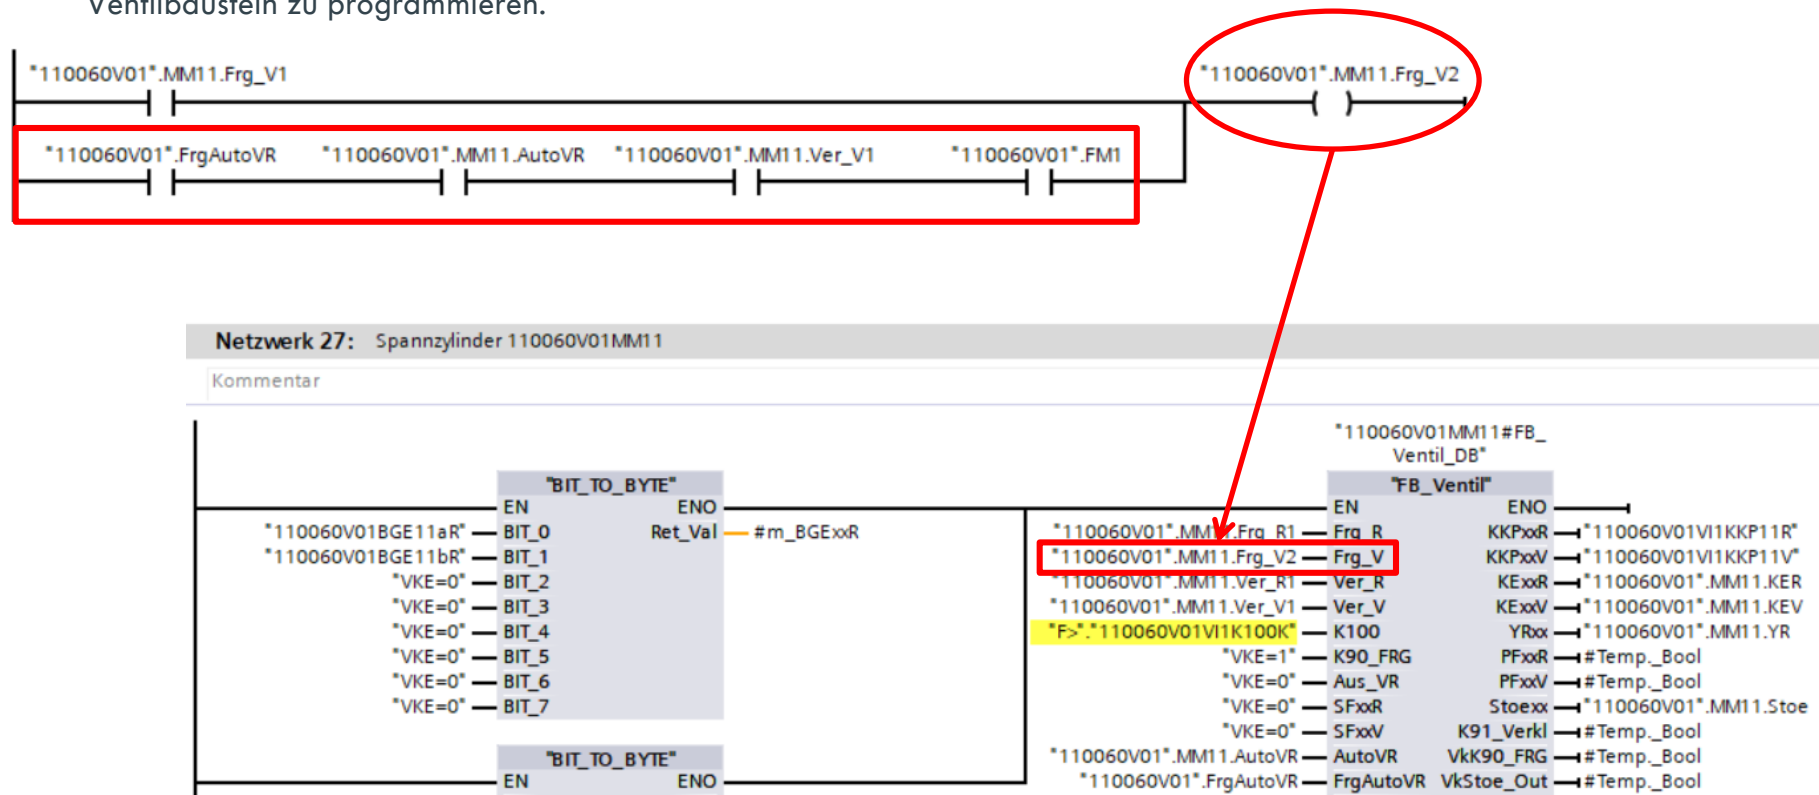 Ventilbaustein zu programmieren.
"110060V01".MM11.Frg_V1
"110060V01".MM11.Frg_V2
"110060V01".FrgAutoVR "110060V01".MM11.AutoVR "110060V01".MM11.Ver_V1 "110060V01".FM1
Netzwerk 27: Spannzylinder 110060V01MM11
Kommentar
"110060V01MM11#FB_
Ventil_DB"
"BIT_TO_BYTE" "FB_Ventil"
EN ENO EN ENO
"110060V01BGE11aR" BIT_0 Ret_Val #m_BGExxR "110060V01".MM11.Frg_R1 Frg_R KKPxxR "110060V01VI1KKP11R"
"110060V01BGE11bR" BIT_1 "110060V01".MM11.Frg_V2 Frg_V KKPxxV "110060V01VI1KKP11V"
"VKE=0" BIT_2 "110060V01".MM11.Ver_R1 Ver_R KExxR "110060V01".MM11.KER
"VKE=0" BIT_3 "110060V01".MM11.Ver_V1 Ver_V KExxV "110060V01".MM11.KEV
"VKE=0" BIT_4 "F>"."110060V01VI1K100K" K100 YRxx "110060V01".MM11.YR
"VKE=0" BIT_5 "VKE=1" K90_FRG PFxxR #Temp._Bool
"VKE=0" BIT_6 "VKE=0" Aus_VR PFxxV #Temp._Bool
"VKE=0" BIT_7 "VKE=0" SFxxR Stoexx "110060V01".MM11.Stoe
"VKE=0" SFxxV K91_Verkl #Temp._Bool
"BIT_TO_BYTE" "110060V01".MM11.AutoVR AutoVR VkK90_FRG #Temp._Bool
EN ENO "110060V01".FrgAutoVR FrgAutoVR VkStoe_Out #Temp._Bool